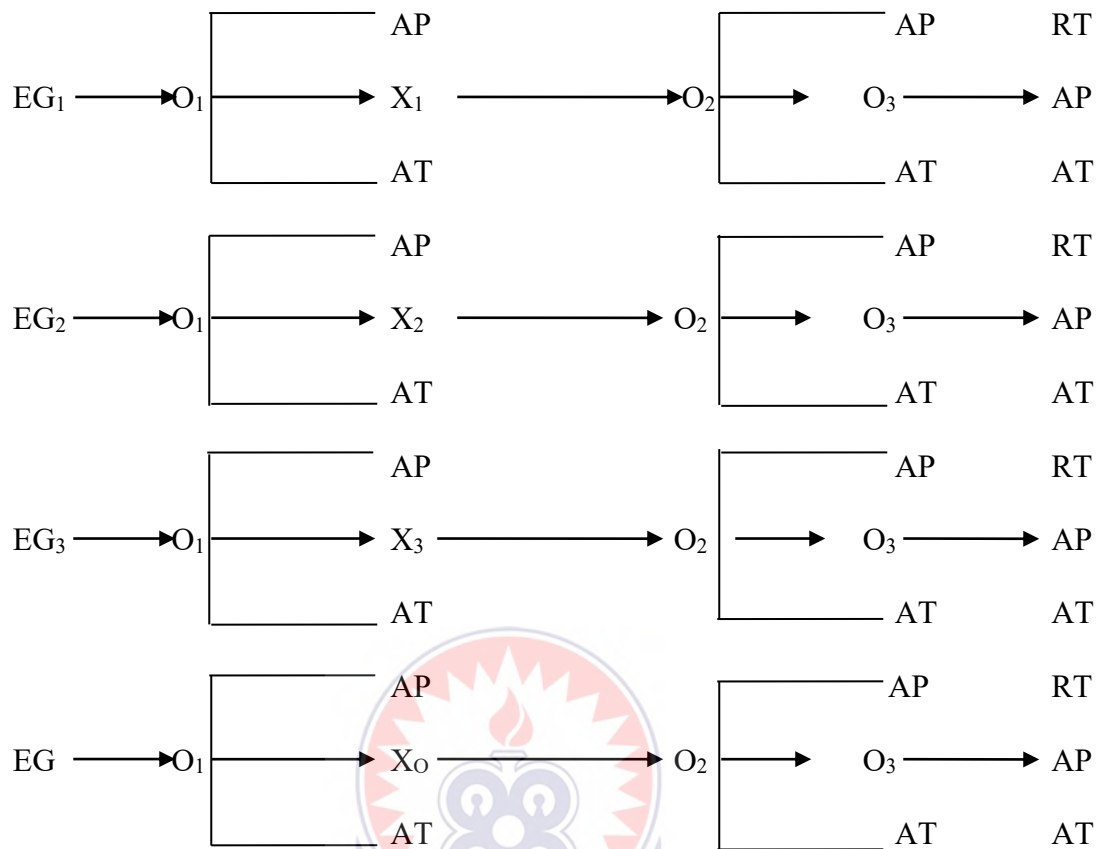 AP AP RT
EG₁ O₁ X₁ O₂ O₃ AP
AT AT AT
AP AP RT
EG₂ O₁ X₂ O₂ O₃ AP
AT AT AT
AP AP RT
EG₃ O₁ X₃ O₂ O₃ AP
AT AT AT
AP AP RT
EG O₁ X₀ O₂ O₃ AP
AT AT AT